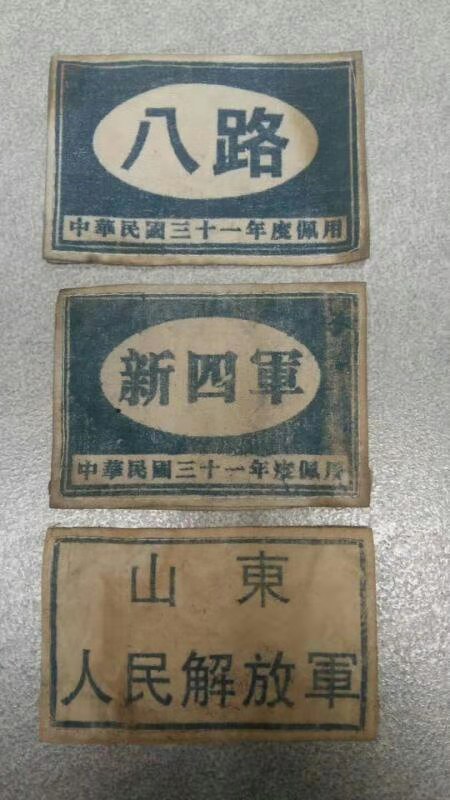 八路
中華民國三十一年度佩用
新四軍
中華民國三十一年度佩用
山東
人民解放軍